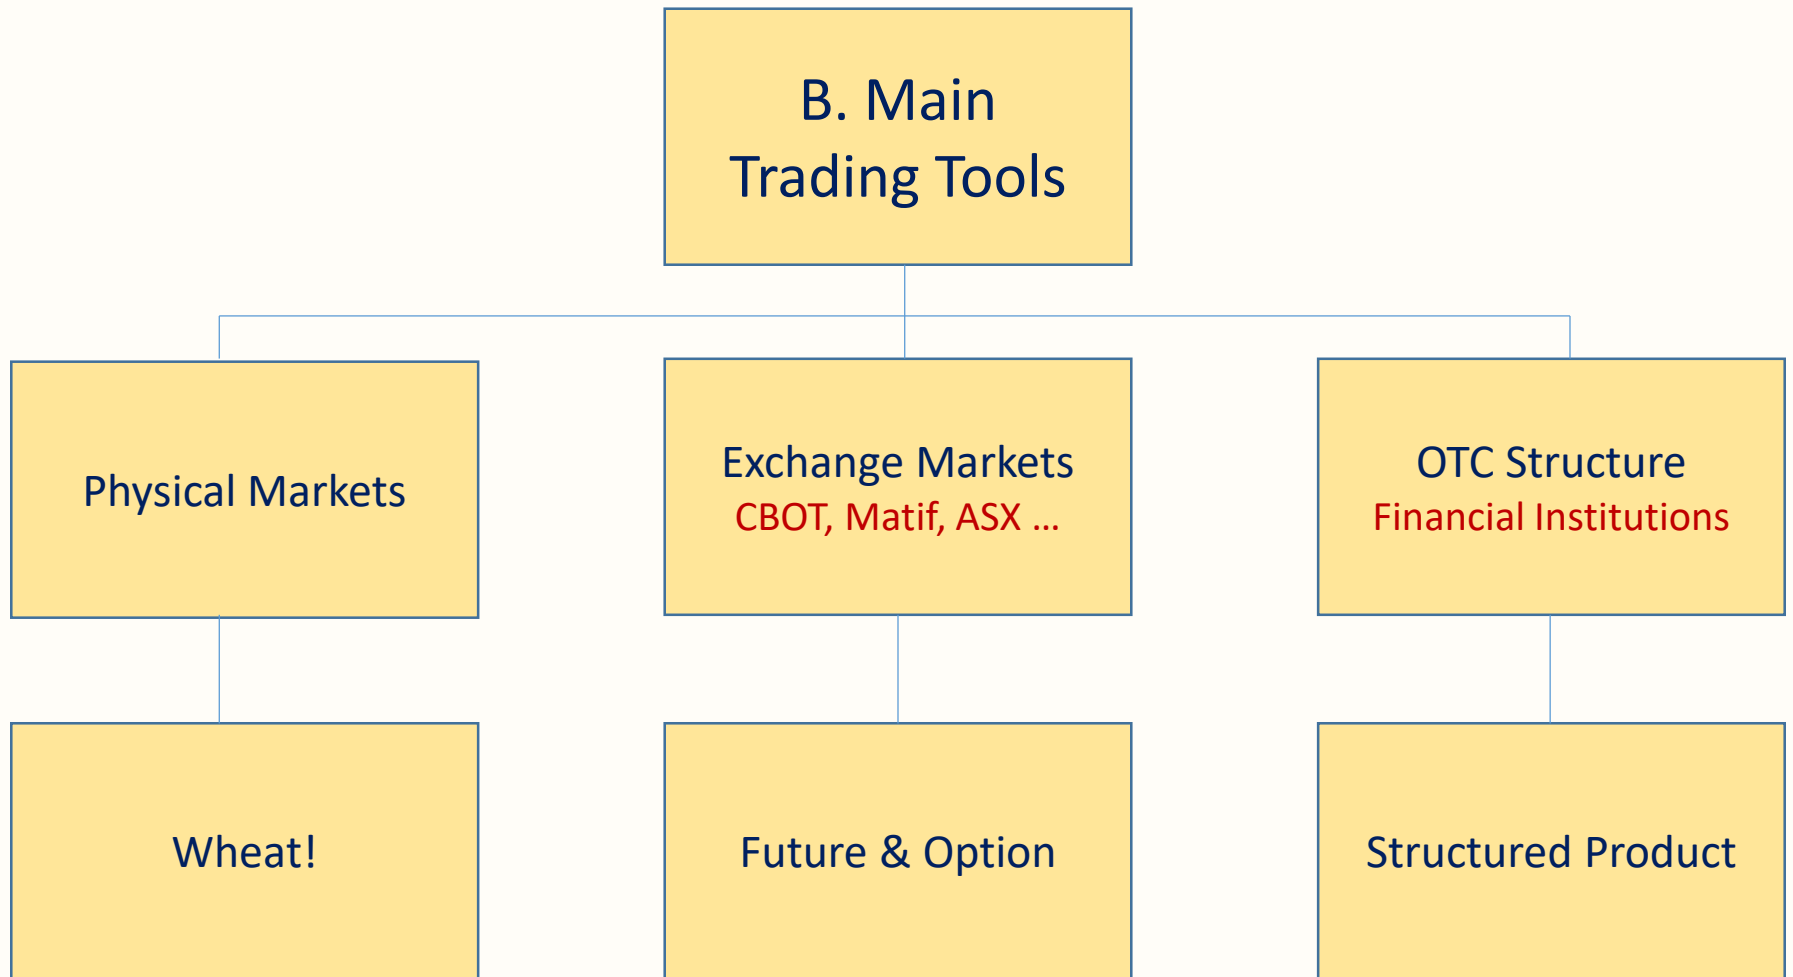 B. Main
Trading Tools
Physical Markets
Exchange Markets
CBOT, Matif, ASX …
OTC Structure
Financial Institutions
Wheat!
Future & Option
Structured Product